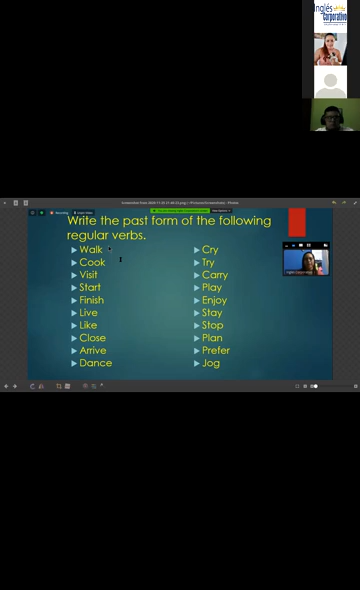 Inglés
Corporativo
Recording
Write the past form of the following
regular verbs.
Walk
Cook
Visit
Start
Finish
Live
Like
Close
Arrive
Dance
Cry
Try
Carry
Play
Enjoy
Stay
Stop
Plan
Prefer
Jog